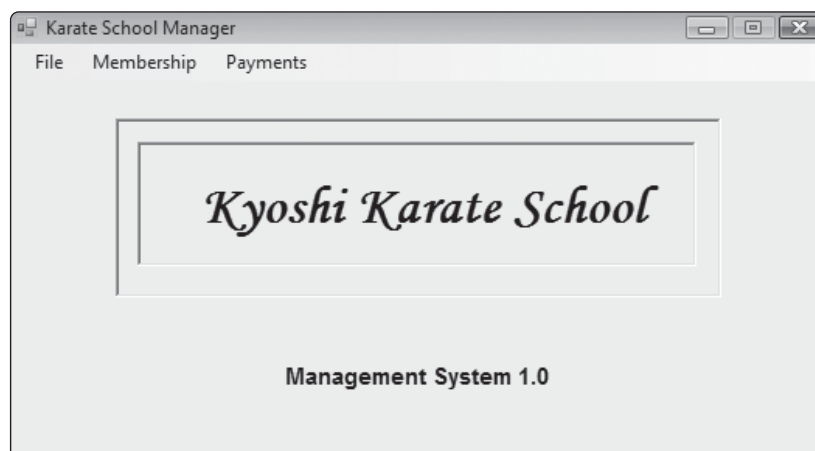 Karate School Manager
File Membership Payments
Kyoshi Karate School
Management System 1.0